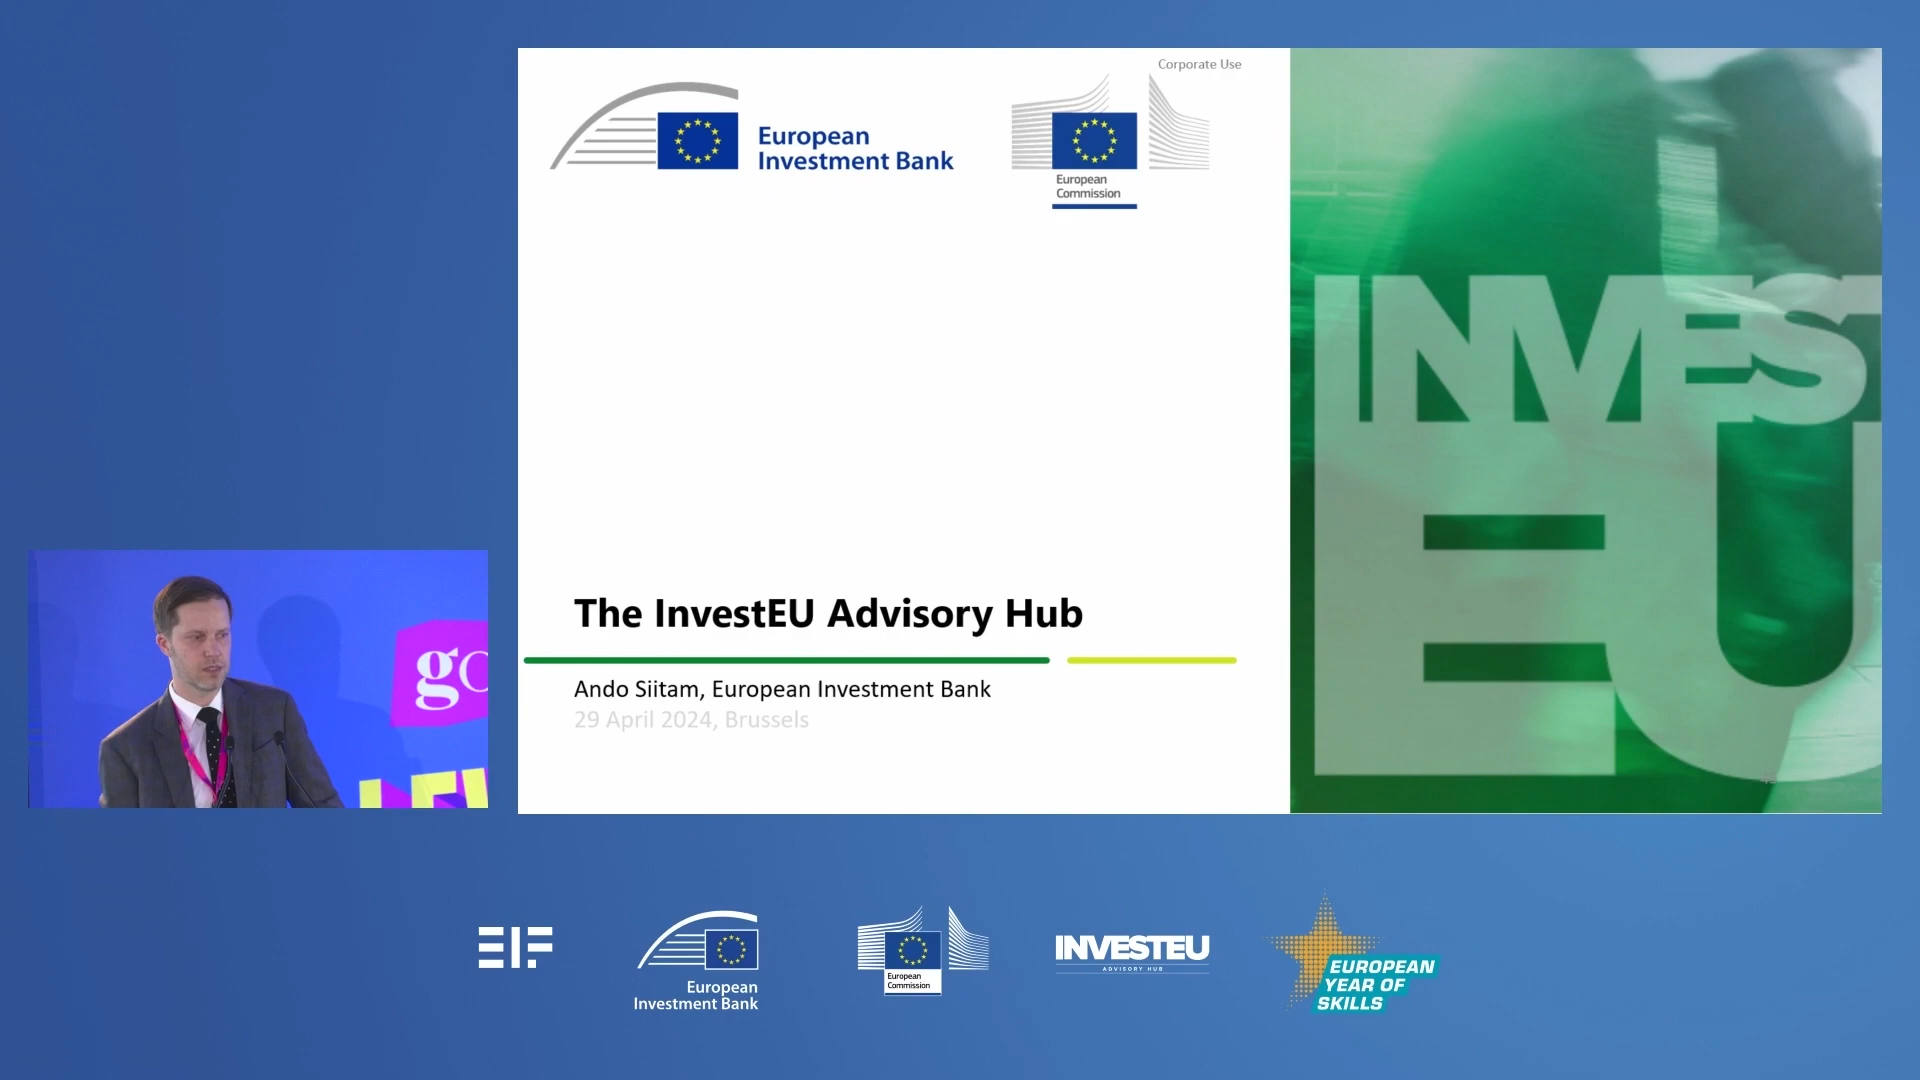 Corporate Use
European
Investment Bank
European
Commission
INVEST
EU
The InvestEU Advisory Hub
Ando Siitam, European Investment Bank
29 April 2024, Brussels
go
EIF
European
Investment Bank
European
Commission
INVESTEU
ADVISORY HUB
EUROPEAN
YEAR OF
SKILLS